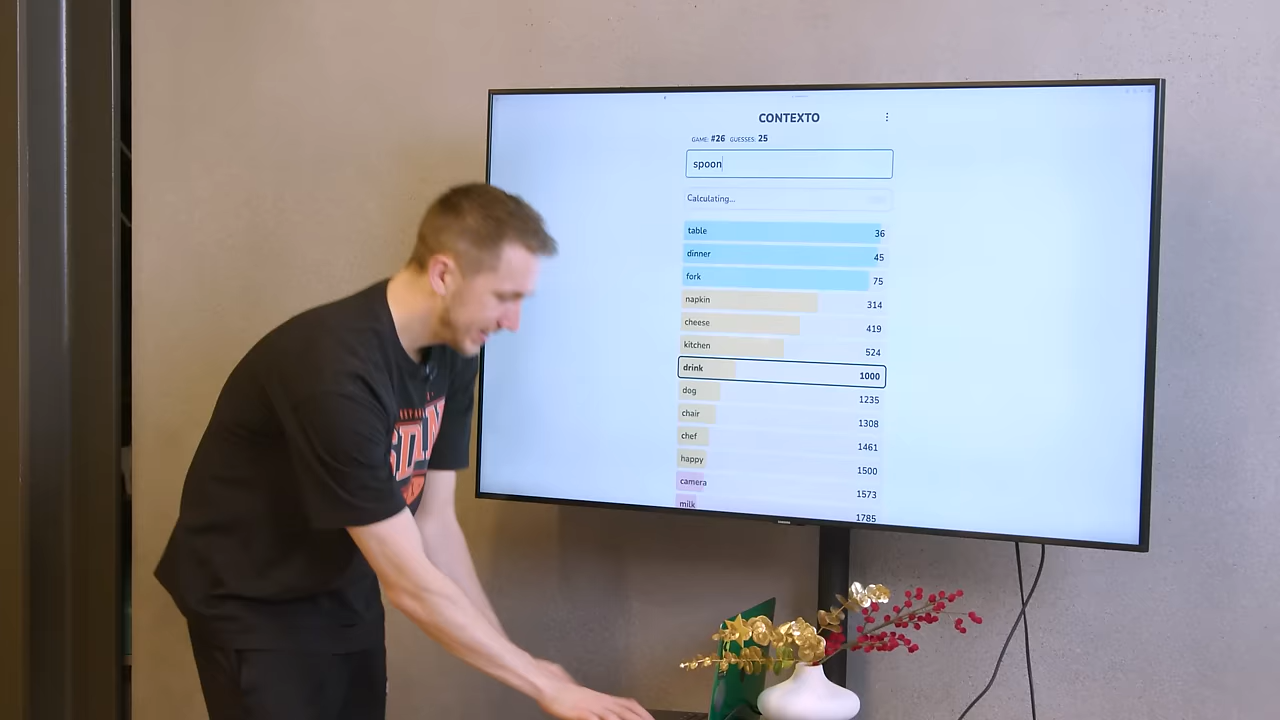 CONTEXTO
GAME: #26 GUESSES: 25
spoon
Calculating...
table 36
dinner 45
fork 75
napkin 314
cheese 419
kitchen 524
drink 1000
dog 1235
chair 1308
chef 1461
happy 1500
camera 1573
milk 1785
SAMSUNG